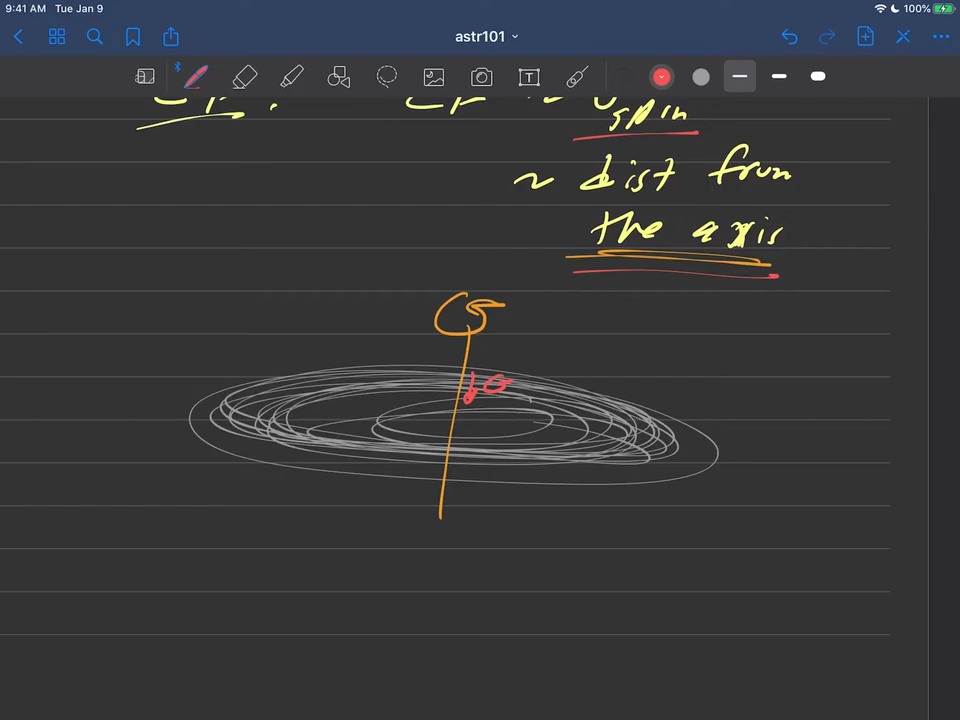 9:41 AM Tue Jan 9
100%
astr101
T
spin
~ dist from
the axis